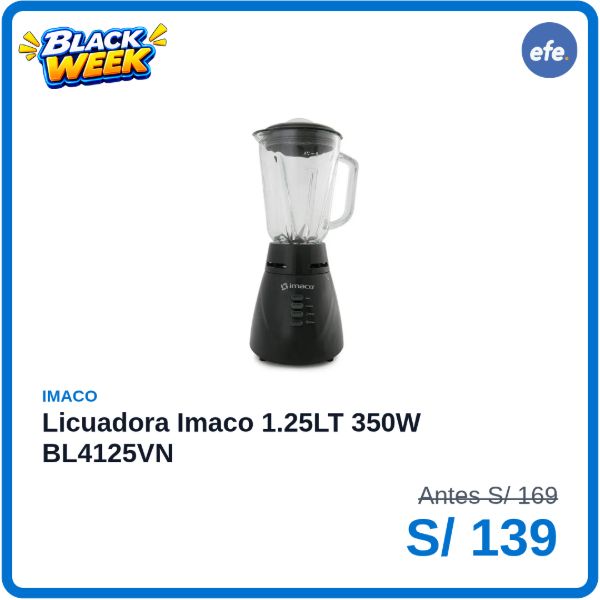 BLACK
WEEK
efe.
imaco
IMACO
Licuadora Imaco 1.25LT 350W
BL4125VN
Antes S/ 169
S/ 139